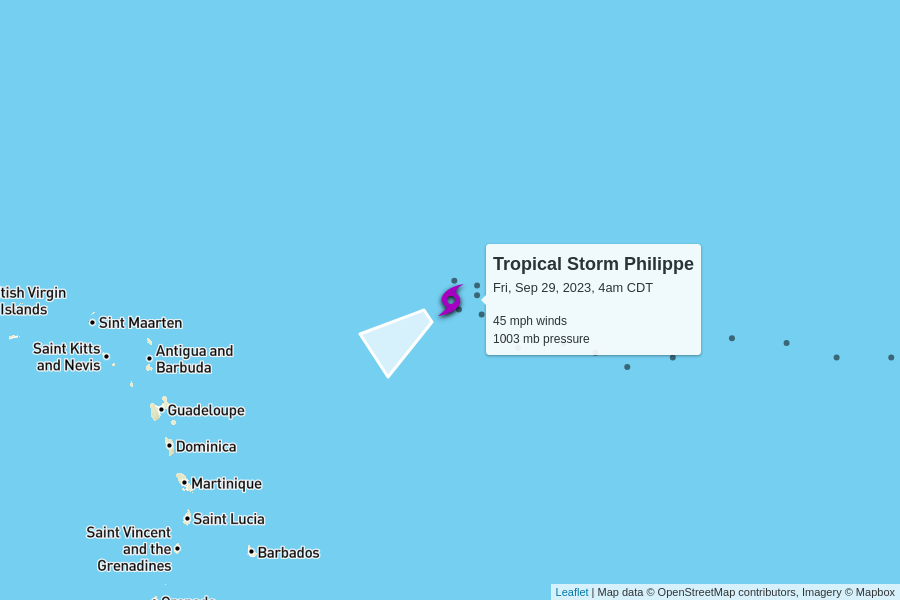 Tropical Storm Philippe
Fri, Sep 29, 2023, 4am CDT
45 mph winds
1003 mb pressure
tish Virgin
Islands
Sint Maarten
Saint Kitts
and Nevis
Antigua and
Barbuda
Guadeloupe
Dominica
Martinique
Saint Lucia
Saint Vincent
and the
Grenadines
Barbados
Leaflet | Map data © OpenStreetMap contributors, Imagery © Mapbox